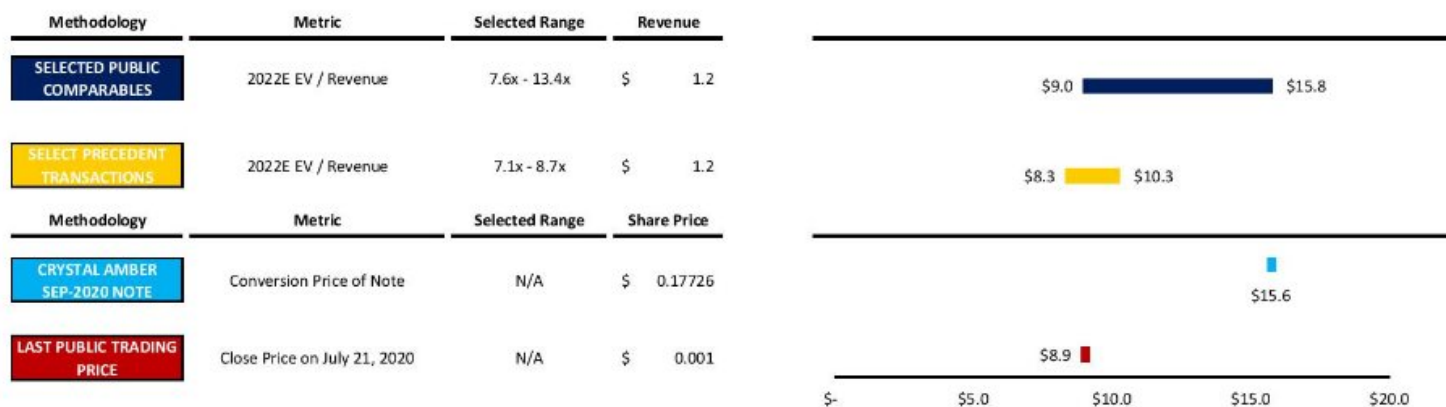 Methodology Metric Selected Range Revenue
SELECTED PUBLIC
COMPARABLES
2022E EV / Revenue 7.6x - 13.4x $ 1.2
$9.0 $15.8
SELECT PRECEDENT
TRANSACTIONS
2022E EV / Revenue 7.1x - 8.7x $ 1.2
$8.3 $10.3
Methodology Metric Selected Range Share Price
CRYSTAL AMBER
SEP-2020 NOTE
Conversion Price of Note N/A $ 0.17726
$15.6
LAST PUBLIC TRADING
PRICE
Close Price on July 21, 2020 N/A $ 0.001
$8.9
$- $5.0 $10.0 $15.0 $20.0